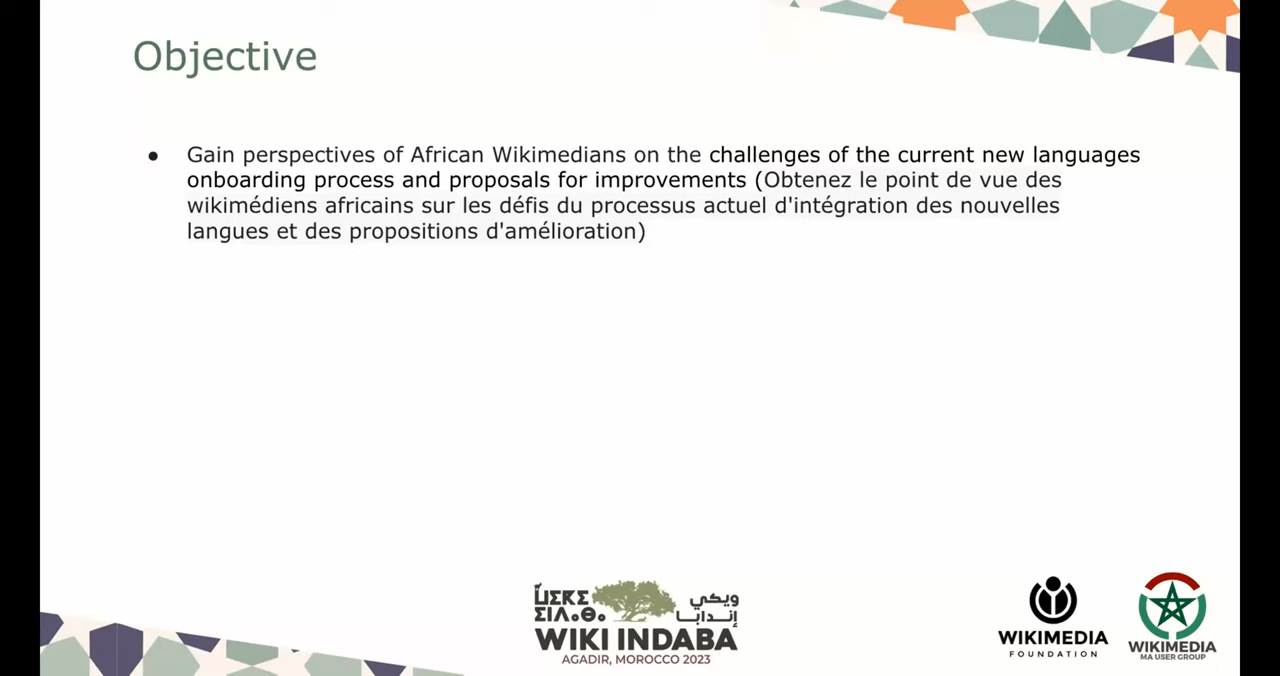 Objective
● Gain perspectives of African Wikimedians on the challenges of the current new languages
onboarding process and proposals for improvements (Obtenez le point de vue des
wikimédiens africains sur les défis du processus actuel d'intégration des nouvelles
langues et des propositions d'amélioration)
ⵡⵉⴽⵉ ويكي
ⵉⵏⴷⴰⴱⴰ إندابا
WIKI INDABA
AGADIR, MOROCCO 2023
WIKIMEDIA
FOUNDATION
WIKIMEDIA
MA USER GROUP